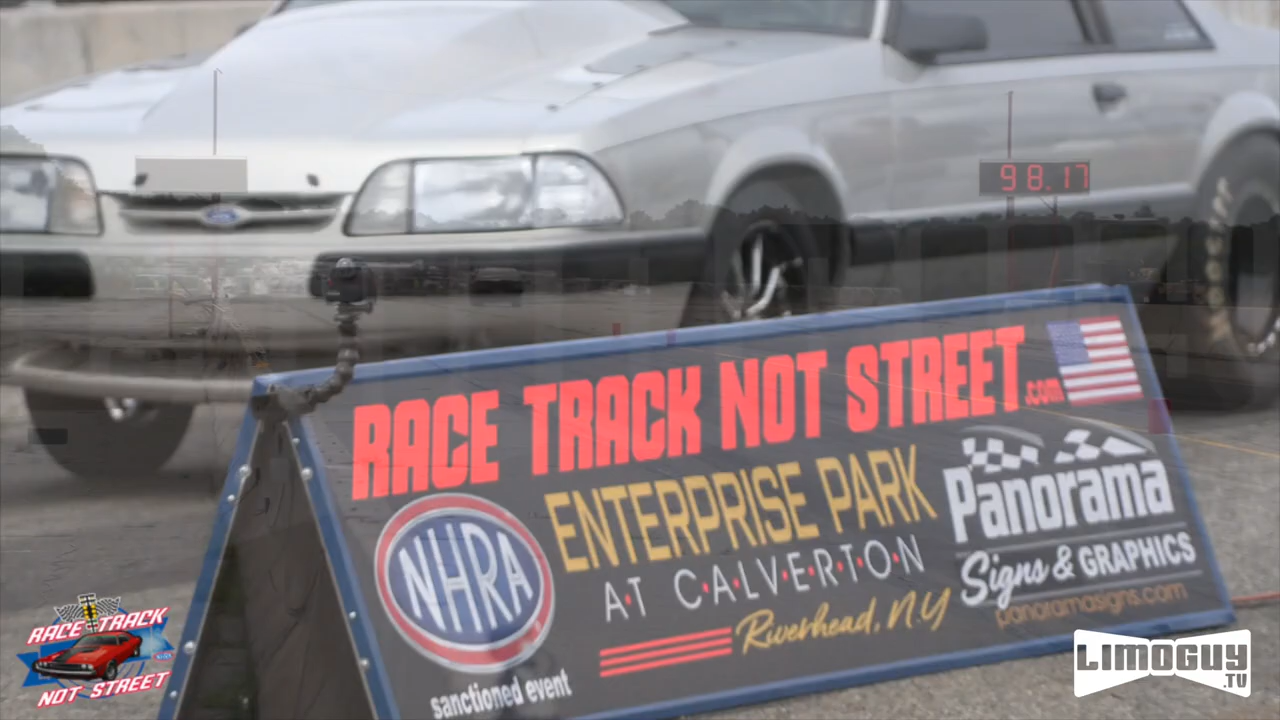 98.17
RACE TRACK NOT STREET.com
ENTERPRISE PARK
AT C·A·L·V·E·R·T·O·N
Riverhead, N.Y
NHRA
sanctioned event
Panorama
Signs & GRAPHICS
panoramasigns.com
RACE TRACK
NOT STREET
LIMOGUY
.TV